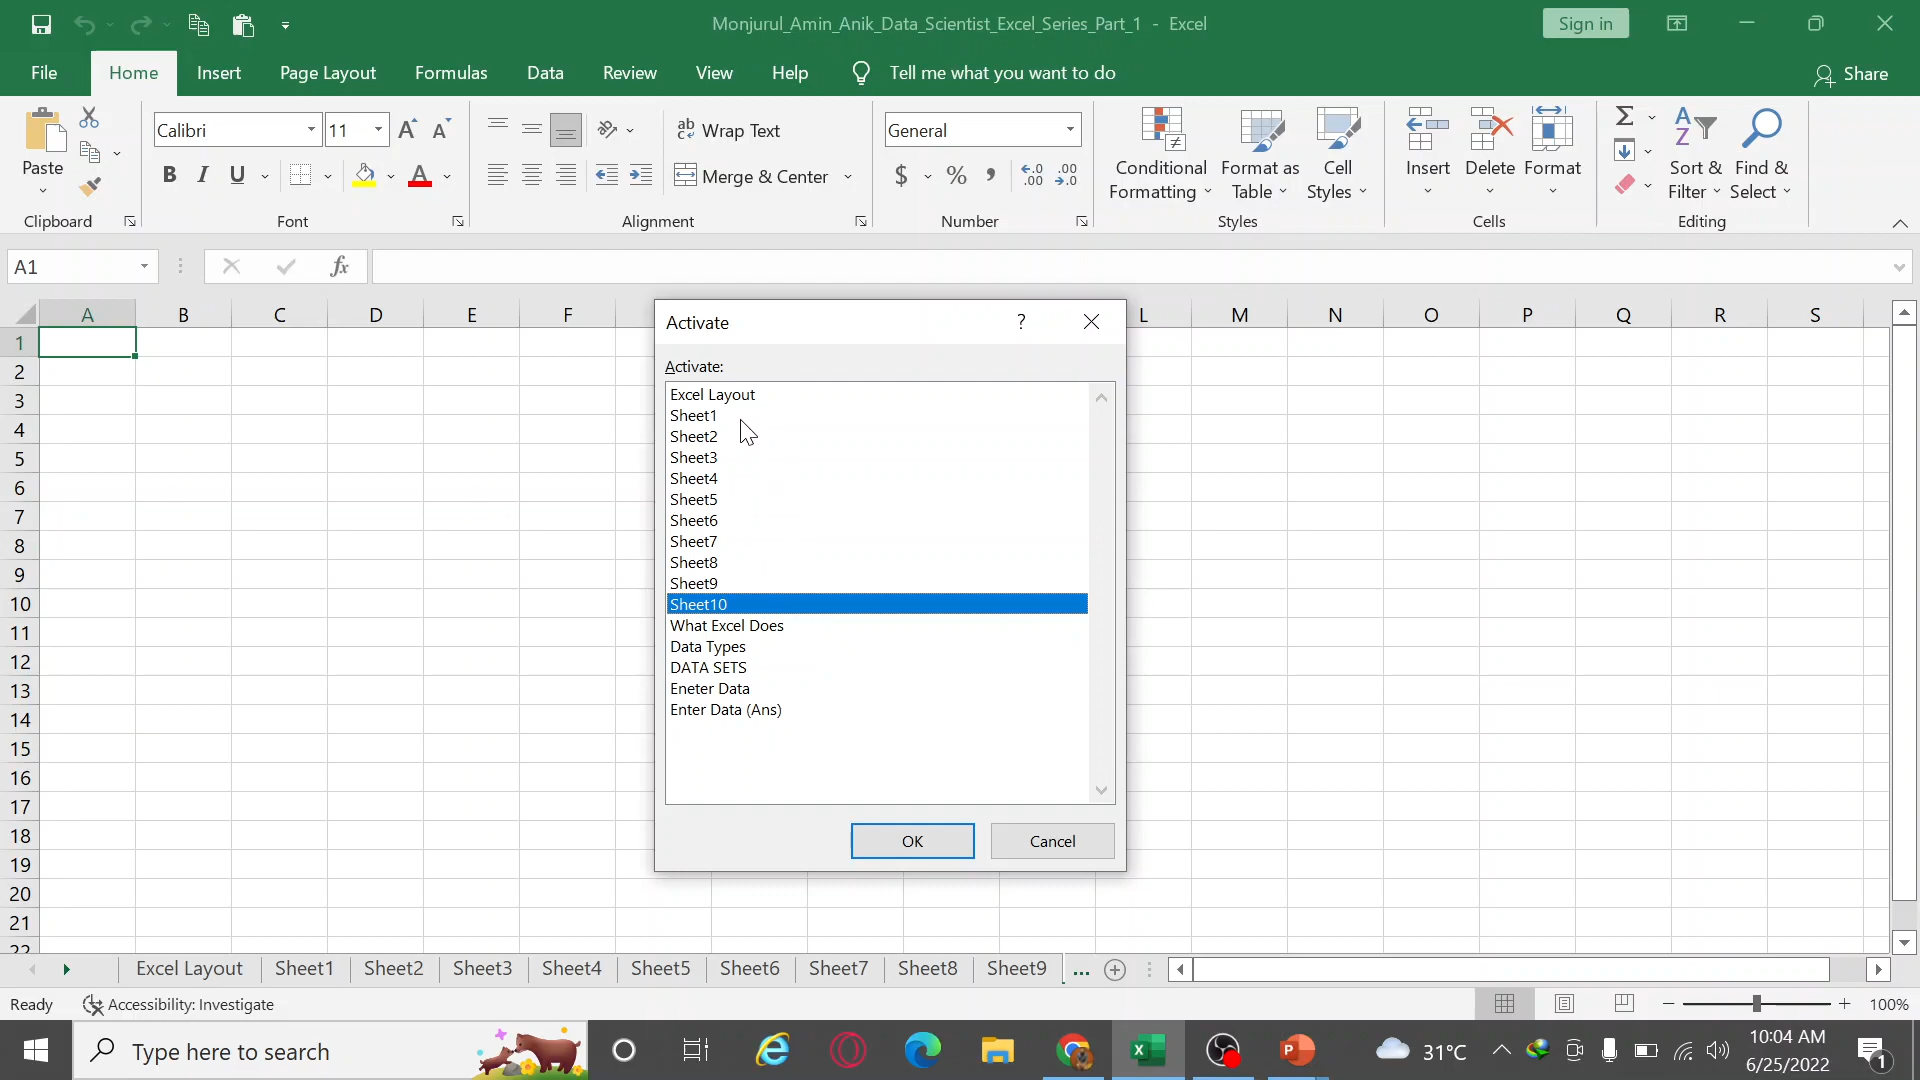 Monjurul_Amin_Anik_Data_Scientist_Excel_Series_Part_1 - Excel
Sign in
File Home Insert Page Layout Formulas Data Review View Help Tell me what you want to do Share
Paste
Clipboard
Calibri 11
B I U A
Font
Wrap Text
Merge & Center
Alignment
General
$ % ,
Number
Conditional Formatting
Format as Table
Cell Styles
Styles
Insert
Delete
Format
Cells
Sort & Filter
Find & Select
Editing
A1 fx
A B C D E F L M N O P Q R S
1
2
3
4
5
6
7
8
9
10
11
12
13
14
15
16
17
18
19
20
21
22
Activate ?
Activate:
Excel Layout
Sheet1
Sheet2
Sheet3
Sheet4
Sheet5
Sheet6
Sheet7
Sheet8
Sheet9
Sheet10
What Excel Does
Data Types
DATA SETS
Eneter Data
Enter Data (Ans)
OK Cancel
Excel Layout Sheet1 Sheet2 Sheet3 Sheet4 Sheet5 Sheet6 Sheet7 Sheet8 Sheet9 ...
Ready Accessibility: Investigate 100%
Type here to search
31°C
10:04 AM
6/25/2022
1